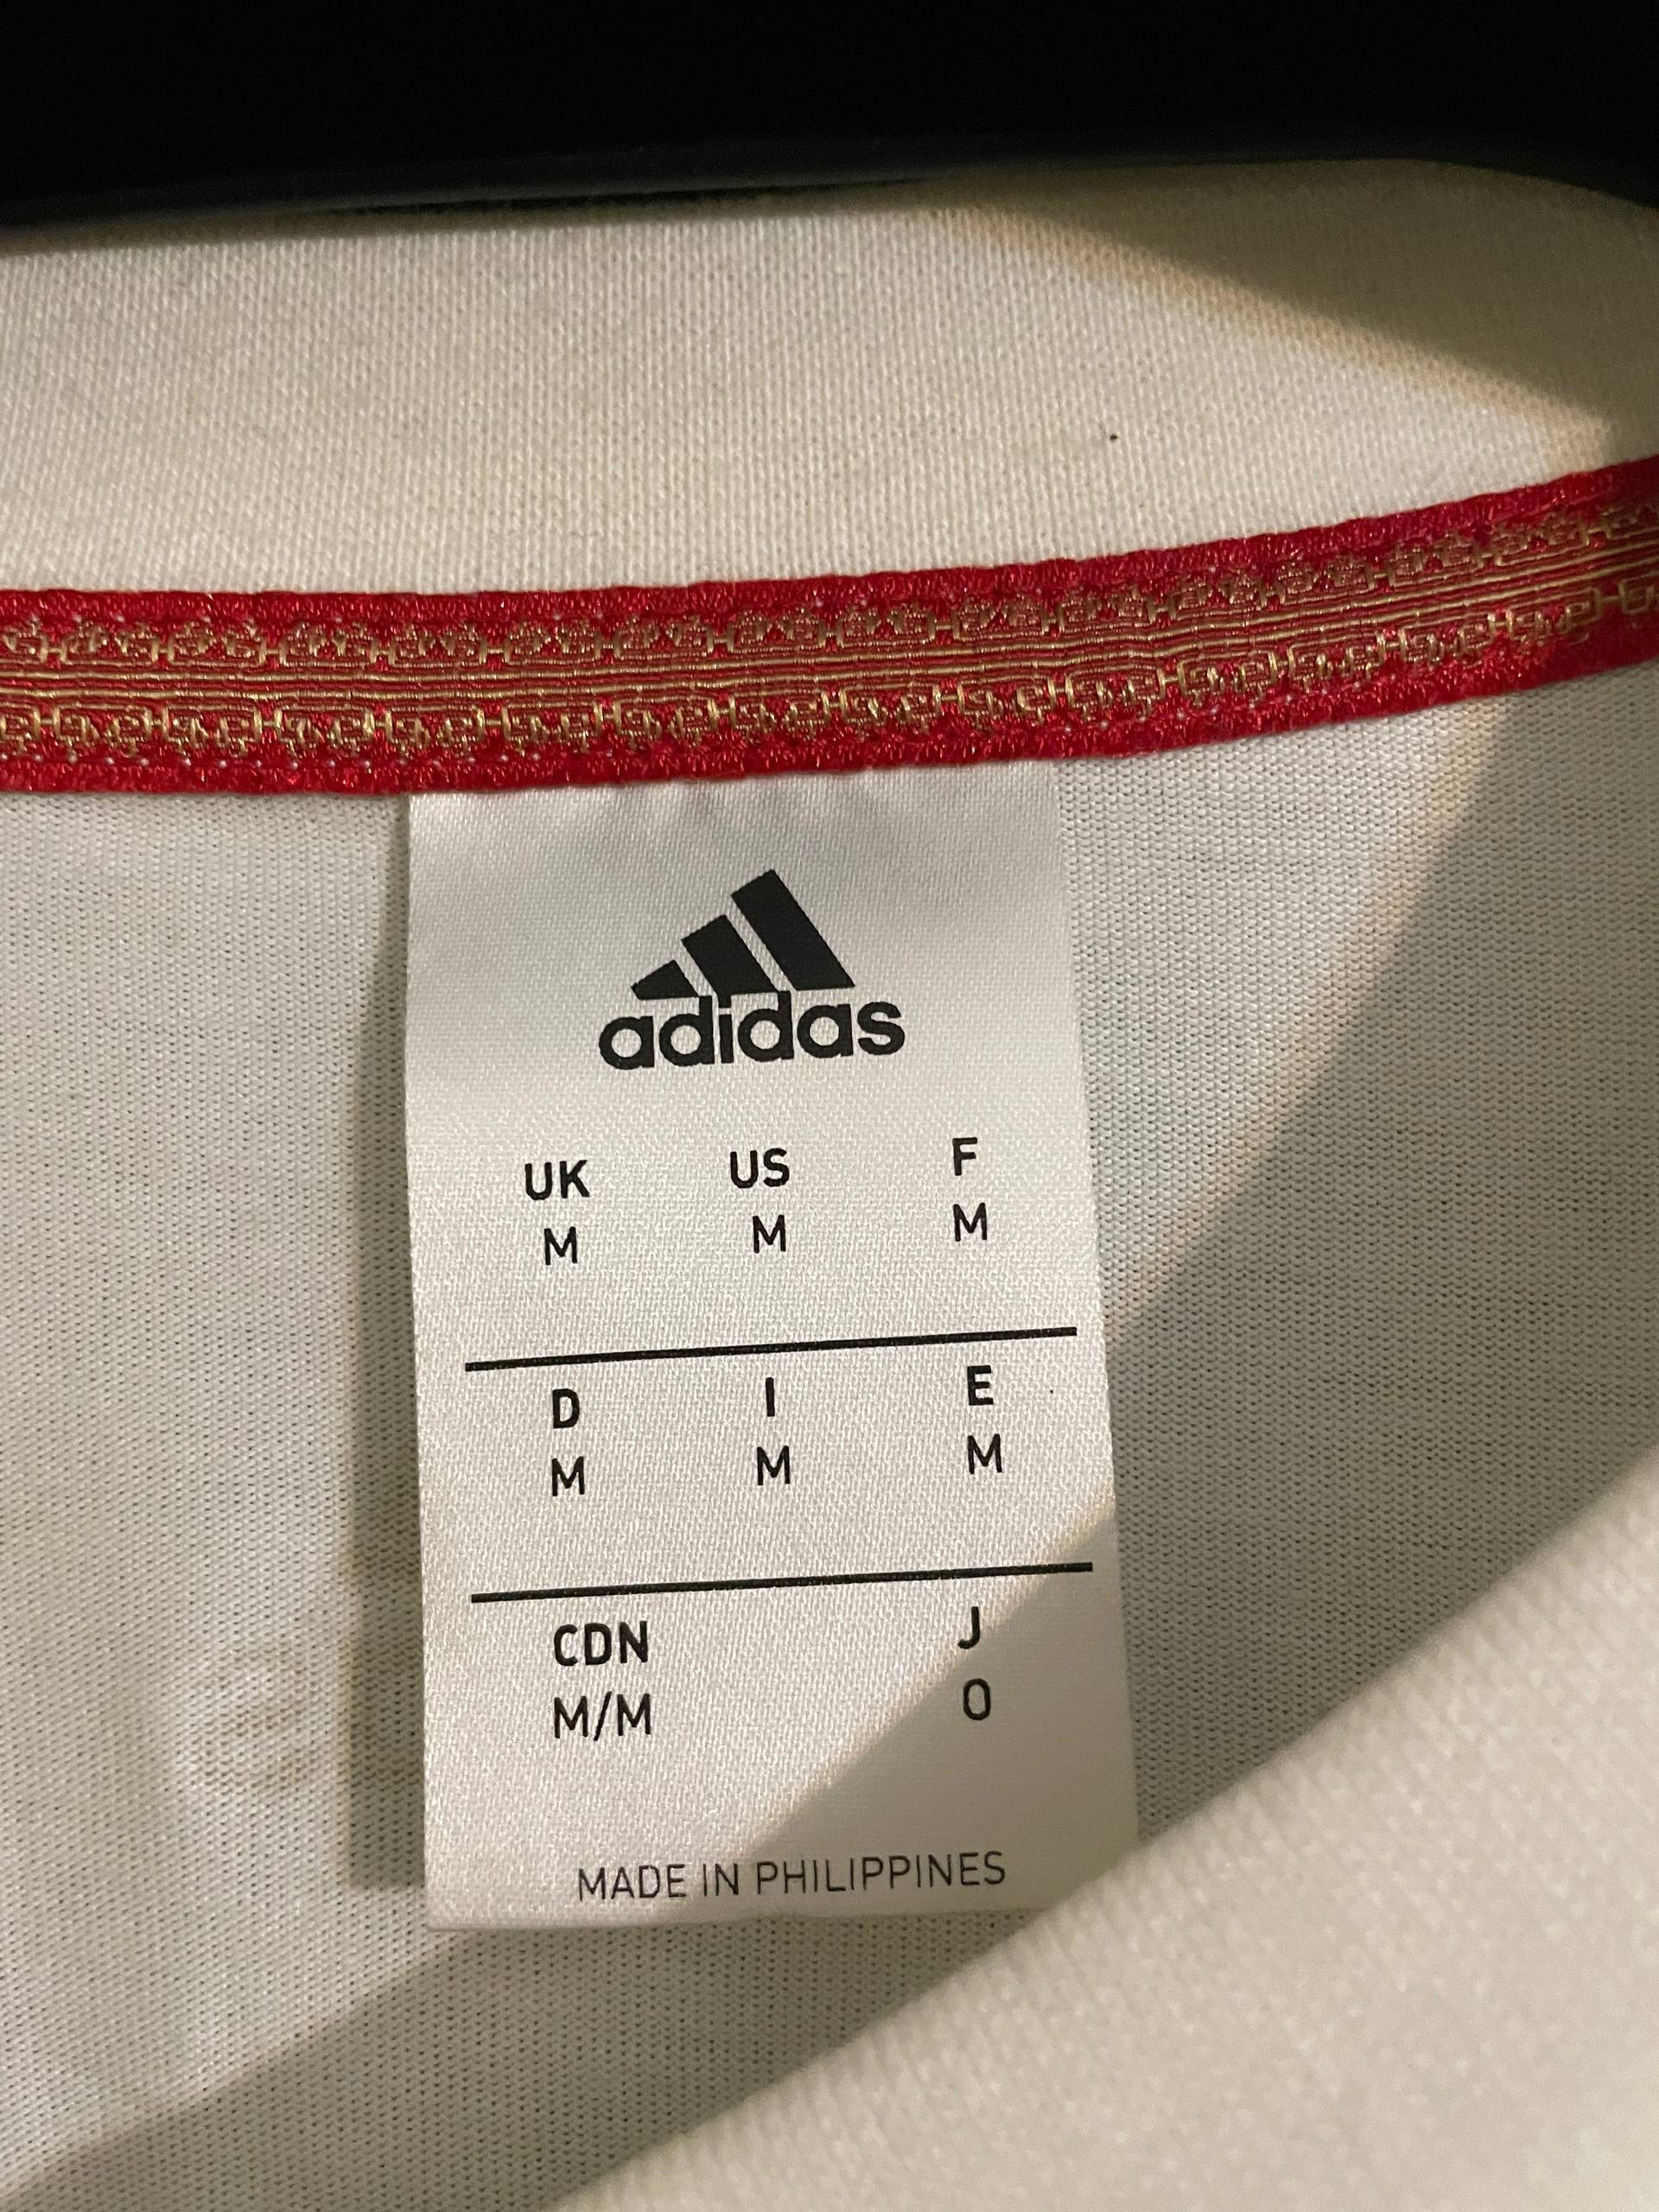 adidas
UK US F
M M M
D I E
M M M
CDN J
M/M O
MADE IN PHILIPPINES